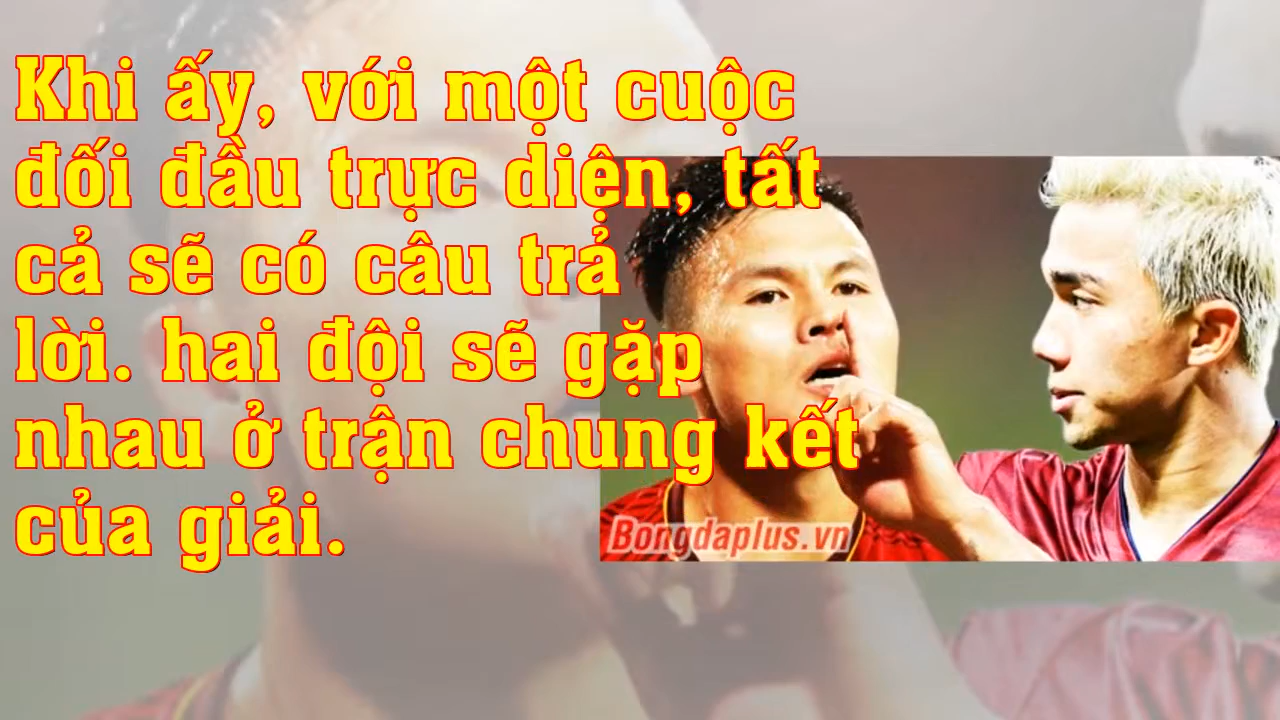 Khi ấy, với một cuộc
đối đầu trực diện, tất
cả sẽ có câu trả
lời. hai đội sẽ gặp
nhau ở trận chung kết
của giải.
Bongdaplus.vn